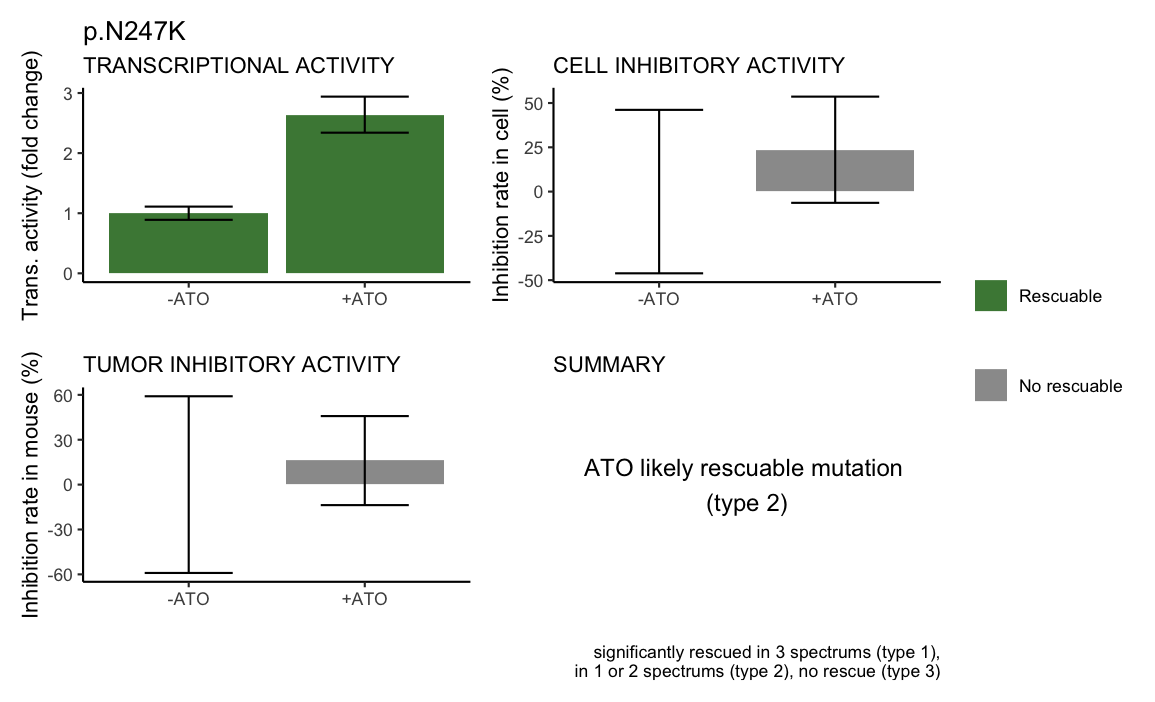 p.N247K
TRANSCRIPTIONAL ACTIVITY
Trans. activity (fold change)
3
2
1
0
-ATO
+ATO
CELL INHIBITORY ACTIVITY
Inhibition rate in cell (%)
50
25
0
-25
-50
-ATO
+ATO
Rescuable
No rescuable
TUMOR INHIBITORY ACTIVITY
Inhibition rate in mouse (%)
60
30
0
-30
-60
-ATO
+ATO
SUMMARY
ATO likely rescuable mutation
(type 2)
significantly rescued in 3 spectrums (type 1),
in 1 or 2 spectrums (type 2), no rescue (type 3)